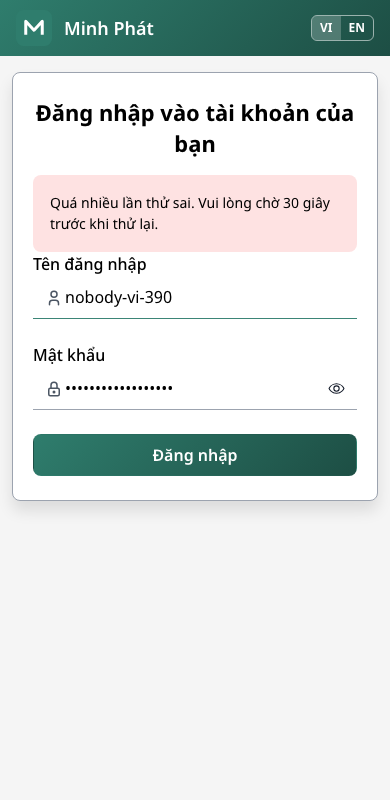 Minh Phát
VI EN
Đăng nhập vào tài khoản của
bạn
Quá nhiều lần thử sai. Vui lòng chờ 30 giây
trước khi thử lại.
Tên đăng nhập
nobody-vi-390
Mật khẩu
••••••••••••••••••
Đăng nhập